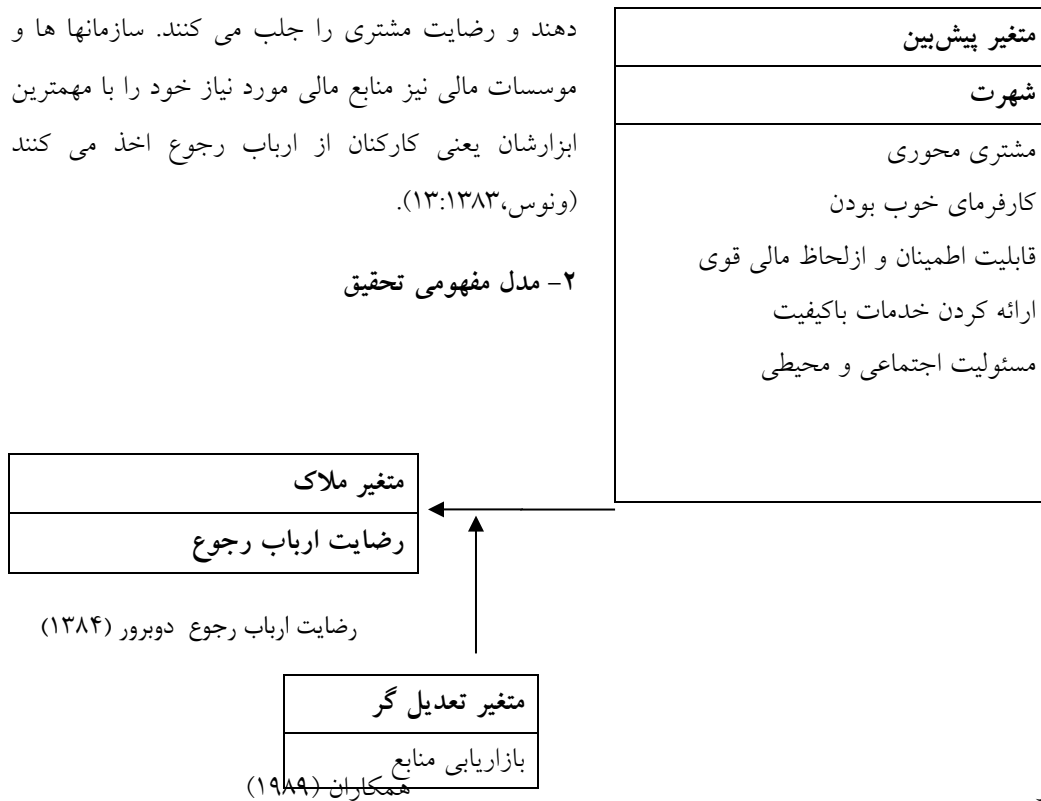 متغیر پیش‌بین
شهرت
مشتری محوری
کارفرمای خوب بودن
قابلیت اطمینان و ازلحاظ مالی قوی
ارائه کردن خدمات باکیفیت
مسئولیت اجتماعی و محیطی
دهند و رضایت مشتری را جلب می کنند. سازمانها ها و
موسسات مالی نیز منابع مالی مورد نیاز خود را با مهمترین
ابزارشان یعنی کارکنان از ارباب رجوع اخذ می کنند
(ونوس،۱۳:۱۳۸۳).
۲- مدل مفهومی تحقیق
متغیر ملاک
رضایت ارباب رجوع
رضایت ارباب رجوع دوبرور (۱۳۸۴)
متغیر تعدیل گر
بازاریابی منابع
همکاران (۱۹۸۹)